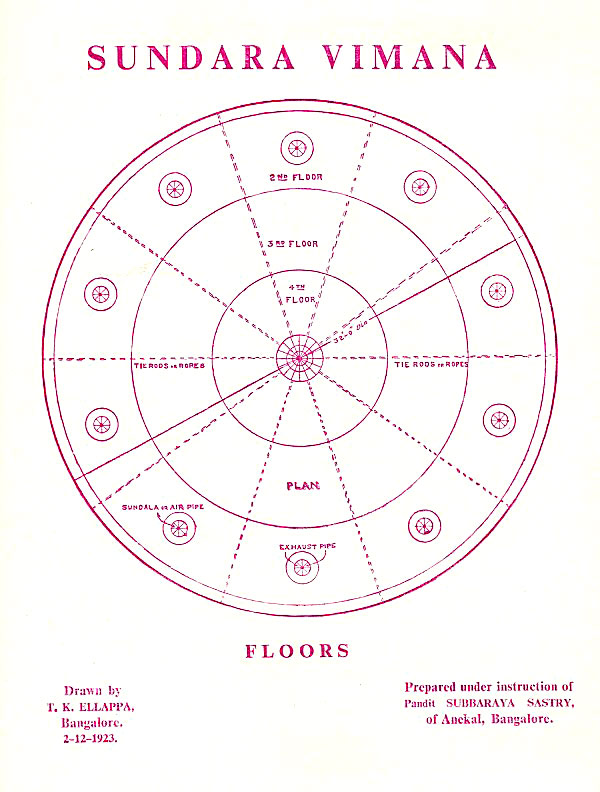 SUNDARA VIMANA
2ND FLOOR
3RD FLOOR
4TH
FLOOR
32-0" Dia
TIE RODS OR ROPES
TIE RODS OR ROPES
PLAN
SUNDALA OR AIR PIPE
EXHAUST PIPE
FLOORS
Drawn by
T. K. ELLAPPA,
Bangalore.
2-12-1923.
Prepared under instruction of
Pandit SUBBARAYA SASTRY,
of Anekal, Bangalore.